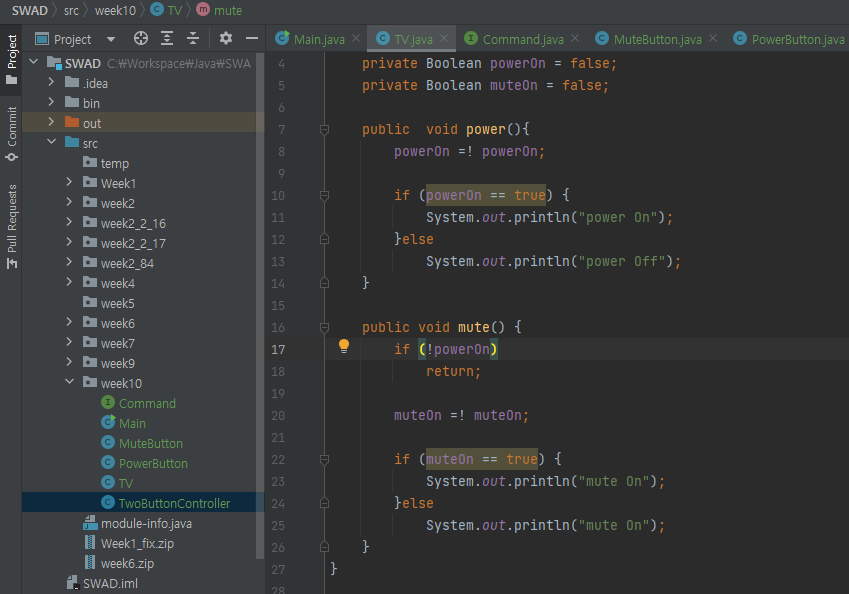 SWAD src week10 TV mute
Project
Main.java TV.java Command.java MuteButton.java PowerButton.java
Project
Commit
Pull Requests
SWAD C:₩Workspace₩Java₩SWA
.idea
bin
out
src
temp
Week1
week2
week2_2_16
week2_2_17
week2_84
week4
week5
week6
week7
week9
week10
Command
Main
MuteButton
PowerButton
TV
TwoButtonController
module-info.java
Week1_fix.zip
week6.zip
SWAD.iml
4 private Boolean powerOn = false;
5 private Boolean muteOn = false;
6
7 public  void power(){
8 powerOn =! powerOn;
9
10 if (powerOn == true) {
11 System.out.println("power On");
12 }else
13 System.out.println("power Off");
14 }
15
16 public void mute() {
17 if (!powerOn)
18 return;
19
20 muteOn =! muteOn;
21
22 if (muteOn == true) {
23 System.out.println("mute On");
24 }else
25 System.out.println("mute On");
26 }
27 }
28